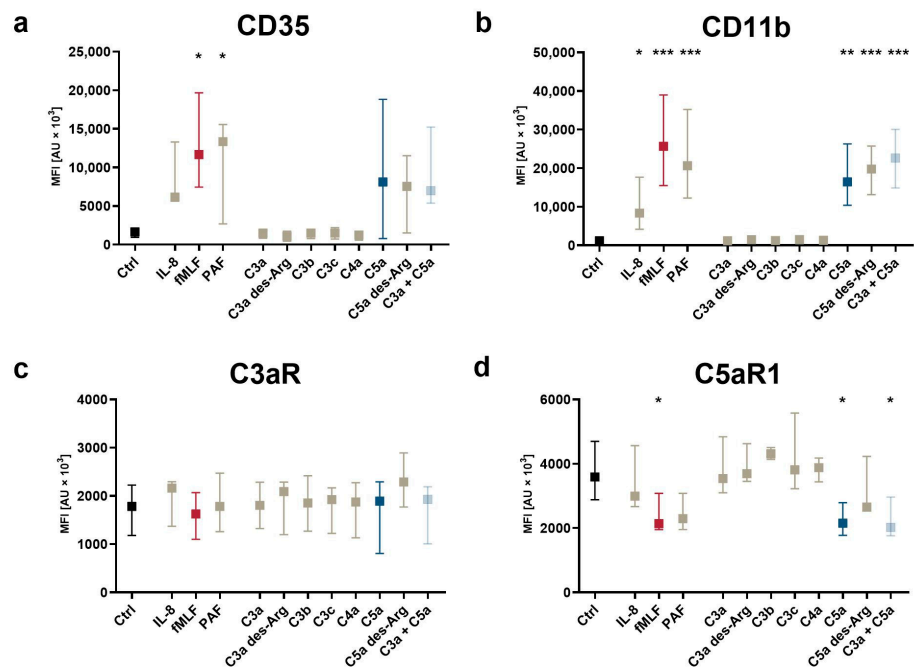 a
CD35
MFI [AU × 10³]
25,000
20,000
15,000
10,000
5000
0
* *
Ctrl
IL-8
fMLF
PAF
C3a
C3a des-Arg
C3b
C3c
C4a
C5a
C5a des-Arg
C3a + C5a
b
CD11b
MFI [AU × 10³]
50,000
40,000
30,000
20,000
10,000
0
* *** *** ** *** ***
Ctrl
IL-8
fMLF
PAF
C3a
C3a des-Arg
C3b
C3c
C4a
C5a
C5a des-Arg
C3a + C5a
c
C3aR
MFI [AU × 10³]
4000
3000
2000
1000
0
Ctrl
IL-8
fMLF
PAF
C3a
C3a des-Arg
C3b
C3c
C4a
C5a
C5a des-Arg
C3a + C5a
d
C5aR1
MFI [AU × 10³]
6000
4000
2000
0
* * *
Ctrl
IL-8
fMLF
PAF
C3a
C3a des-Arg
C3b
C3c
C4a
C5a
C5a des-Arg
C3a + C5a